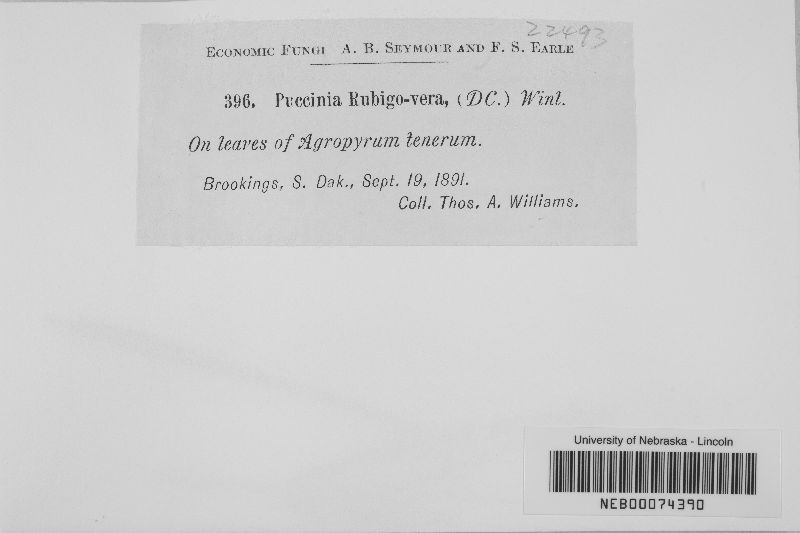 22493
Economic Fungi A. B. Seymour and F. S. Earle
396. Puccinia Rubigo-vera, (DC.) Wint.
On leaves of Agropyrum tenerum.
Brookings, S. Dak., Sept. 19, 1891.
Coll. Thos. A. Williams.
University of Nebraska - Lincoln
NEB00074390